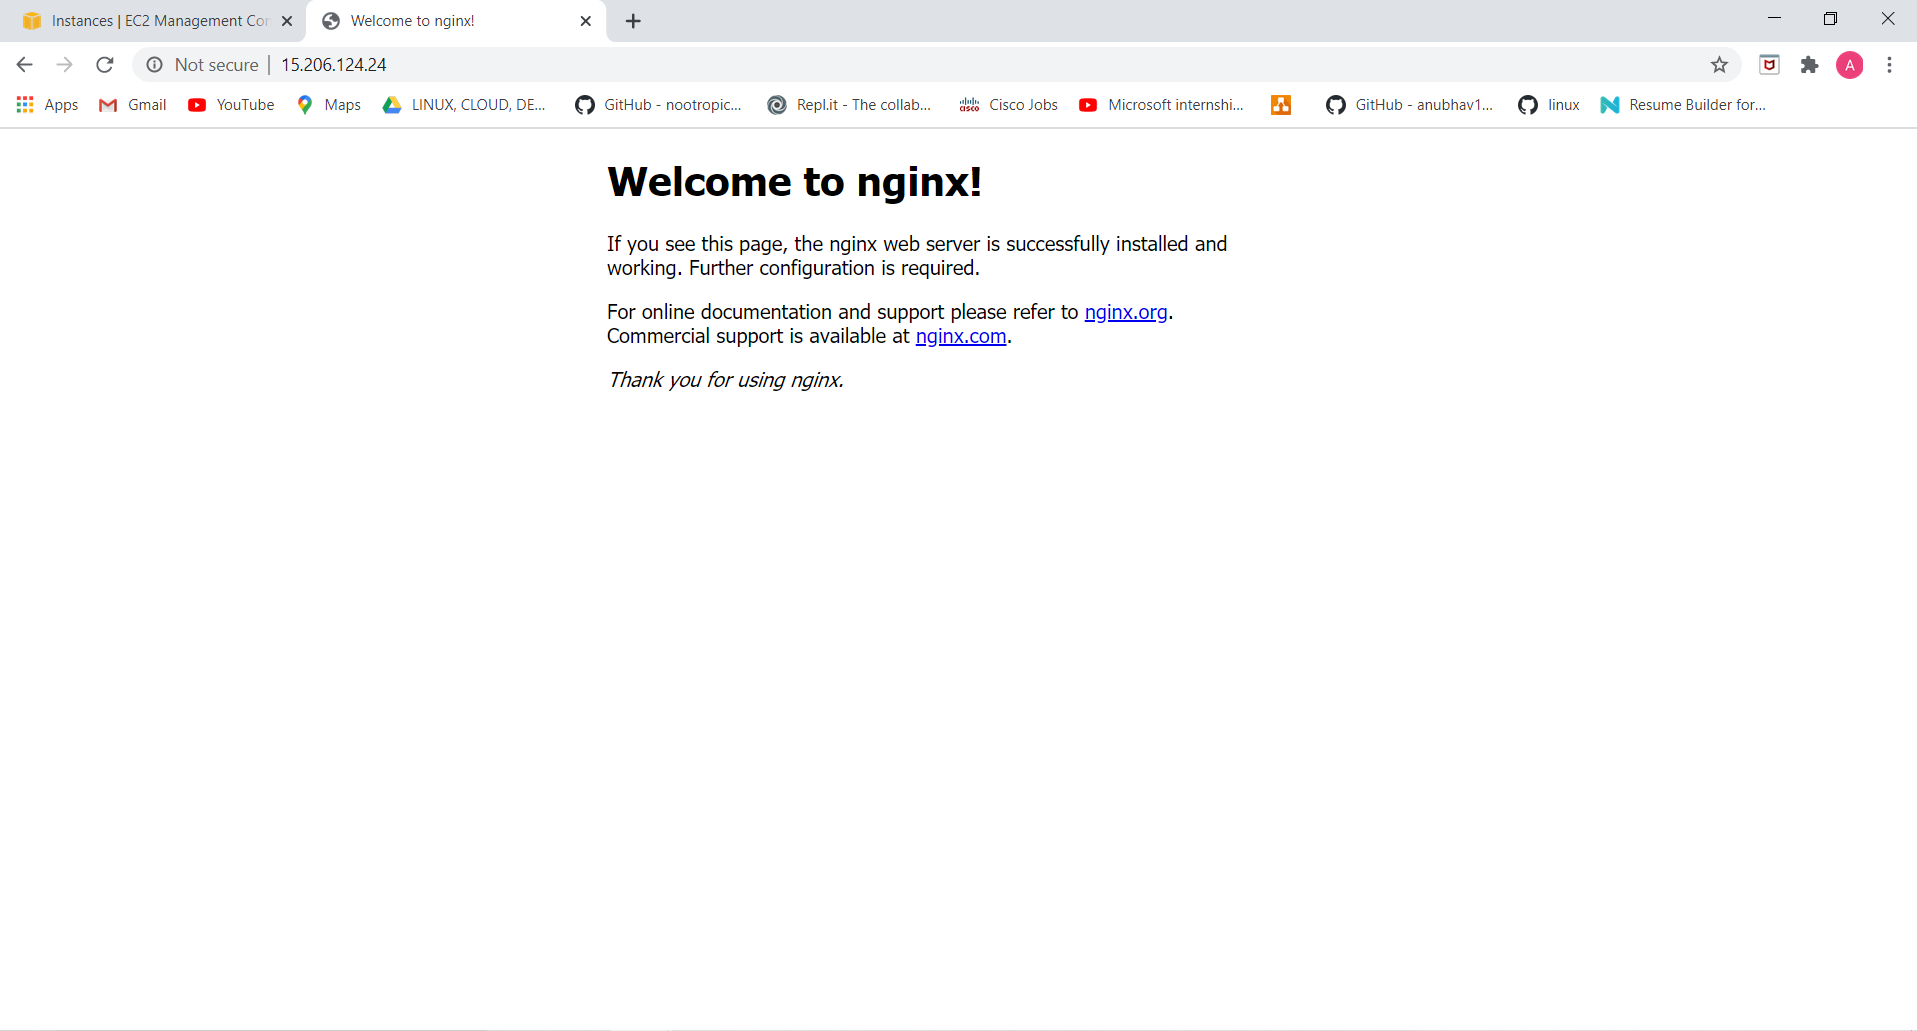 Instances | EC2 Management Con
Welcome to nginx!
Not secure | 15.206.124.24
A
Apps Gmail YouTube Maps LINUX, CLOUD, DE... GitHub - nootropic... Repl.it - The collab... cisco Cisco Jobs Microsoft internshi... GitHub - anubhav1... linux Resume Builder for...
Welcome to nginx!
If you see this page, the nginx web server is successfully installed and
working. Further configuration is required.
For online documentation and support please refer to nginx.org.
Commercial support is available at nginx.com.
Thank you for using nginx.